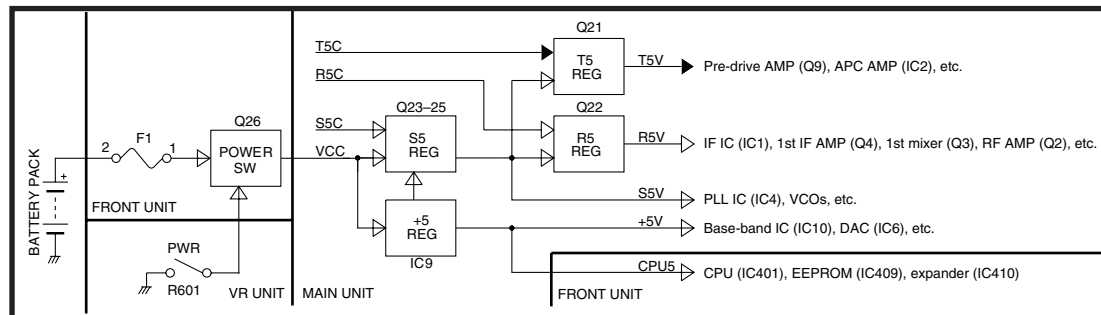 Q21
T5C
T5
REG
T5V
Pre-drive AMP (Q9), APC AMP (IC2), etc.
R5C
Q23–25
Q22
F1
Q26
S5C
S5
REG
R5
REG
R5V
IF IC (IC1), 1st IF AMP (Q4), 1st mixer (Q3), RF AMP (Q2), etc.
2
1
POWER
SW
VCC
BATTERY PACK
+
FRONT UNIT
S5V
PLL IC (IC4), VCOs, etc.
+5
REG
+5V
Base-band IC (IC10), DAC (IC6), etc.
PWR
IC9
R601
VR UNIT
MAIN UNIT
CPU5
CPU (IC401), EEPROM (IC409), expander (IC410)
FRONT UNIT